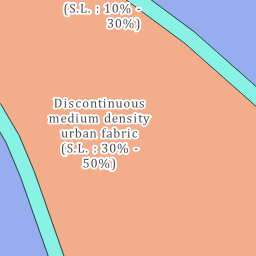 (S.L. : 10% -
30%)
Discontinuous
medium density
urban fabric
(S.L. : 30% -
50%)